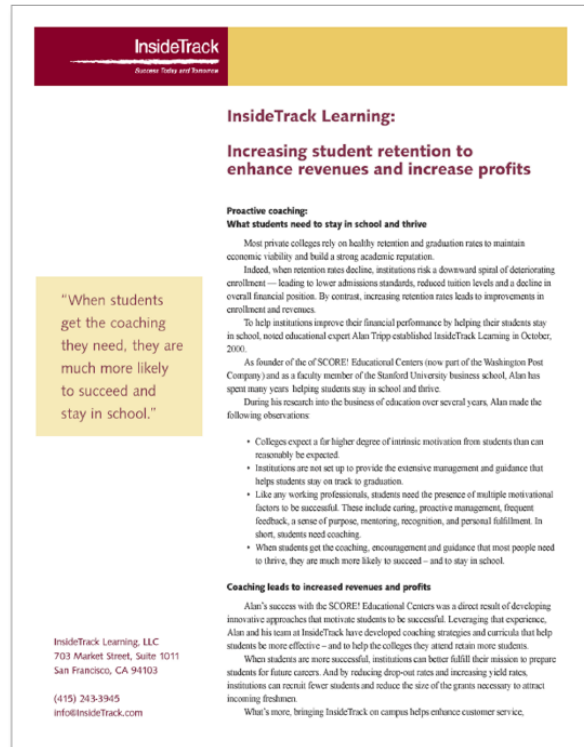 InsideTrack
Success Today and Tomorrow
InsideTrack Learning:
Increasing student retention to
enhance revenues and increase profits
Proactive coaching:
What students need to stay in school and thrive
Most private colleges rely on healthy retention and graduation rates to maintain
economic viability and build a strong academic reputation.
Indeed, when retention rates decline, institutions risk a downward spiral of deteriorating
enrollment — leading to lower admissions standards, reduced tuition levels and a decline in
overall financial position. By contrast, increasing retention rates leads to improvements in
enrollment and revenues.
To help institutions improve their financial performance by helping their students stay
in school, noted educational expert Alan Tripp established InsideTrack Learning in October,
2000.
As founder of the of SCORE! Educational Centers (now part of the Washington Post
Company) and as a faculty member of the Stanford University business school, Alan has
spent many years helping students stay in school and thrive.
During his research into the business of education over several years, Alan made the
following observations:
• Colleges expect a far higher degree of intrinsic motivation from students than can
reasonably be expected.
• Institutions are not set up to provide the extensive management and guidance that
helps students stay on track to graduation.
• Like any working professionals, students need the presence of multiple motivational
factors to be successful. These include caring, proactive management, frequent
feedback, a sense of purpose, mentoring, recognition, and personal fulfillment. In
short, students need coaching.
• When students get the coaching, encouragement and guidance that most people need
to thrive, they are much more likely to succeed – and to stay in school.
Coaching leads to increased revenues and profits
Alan's success with the SCORE! Educational Centers was a direct result of developing
innovative approaches that motivate students to be successful. Leveraging that experience,
Alan and his team at InsideTrack have developed coaching strategies and curricula that help
students be more effective – and to help the colleges they attend retain more students.
When students are more successful, institutions can better fulfill their mission to prepare
students for future careers. And by reducing drop-out rates and increasing yield rates,
institutions can recruit fewer students and reduce the size of the grants necessary to attract
incoming freshmen.
What's more, bringing InsideTrack on campus helps enhance customer service,
"When students
get the coaching
they need, they are
much more likely
to succeed and
stay in school."
InsideTrack Learning, LLC
703 Market Street, Suite 1011
San Francisco, CA 94103
(415) 243-3945
info@InsideTrack.com